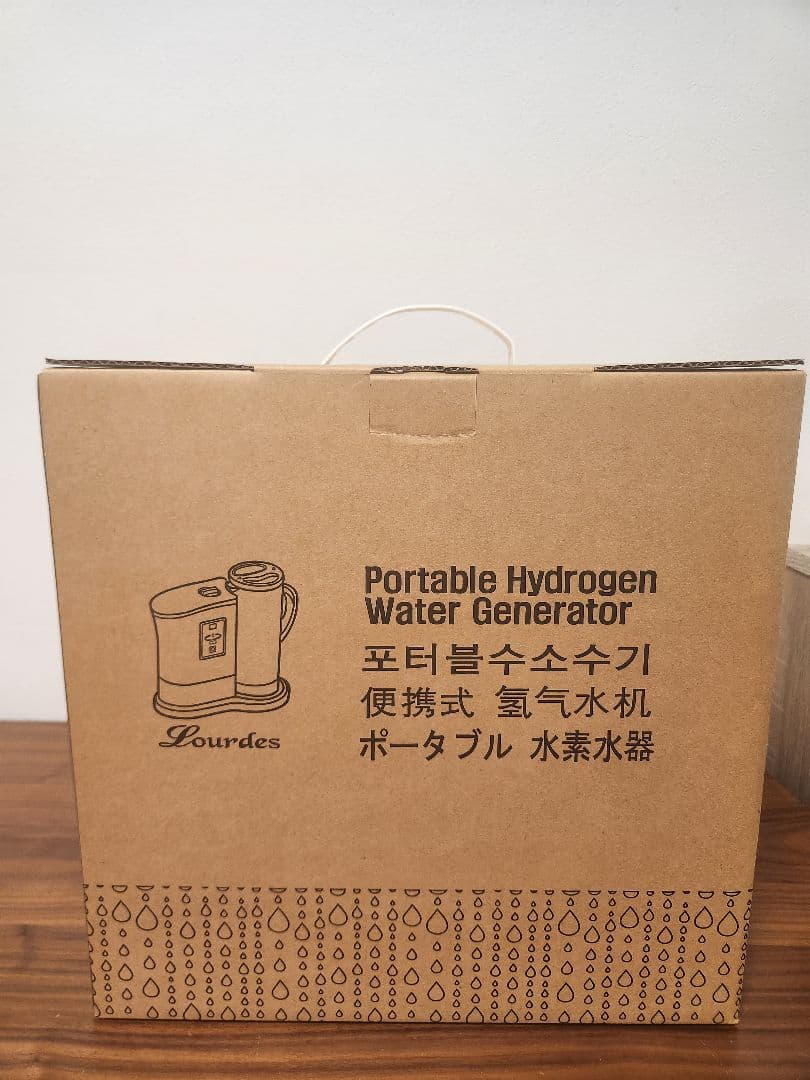 Portable Hydrogen
Water Generator
포터블수소수기
便携式 氢气水机
ポータブル 水素水器
Lourdes